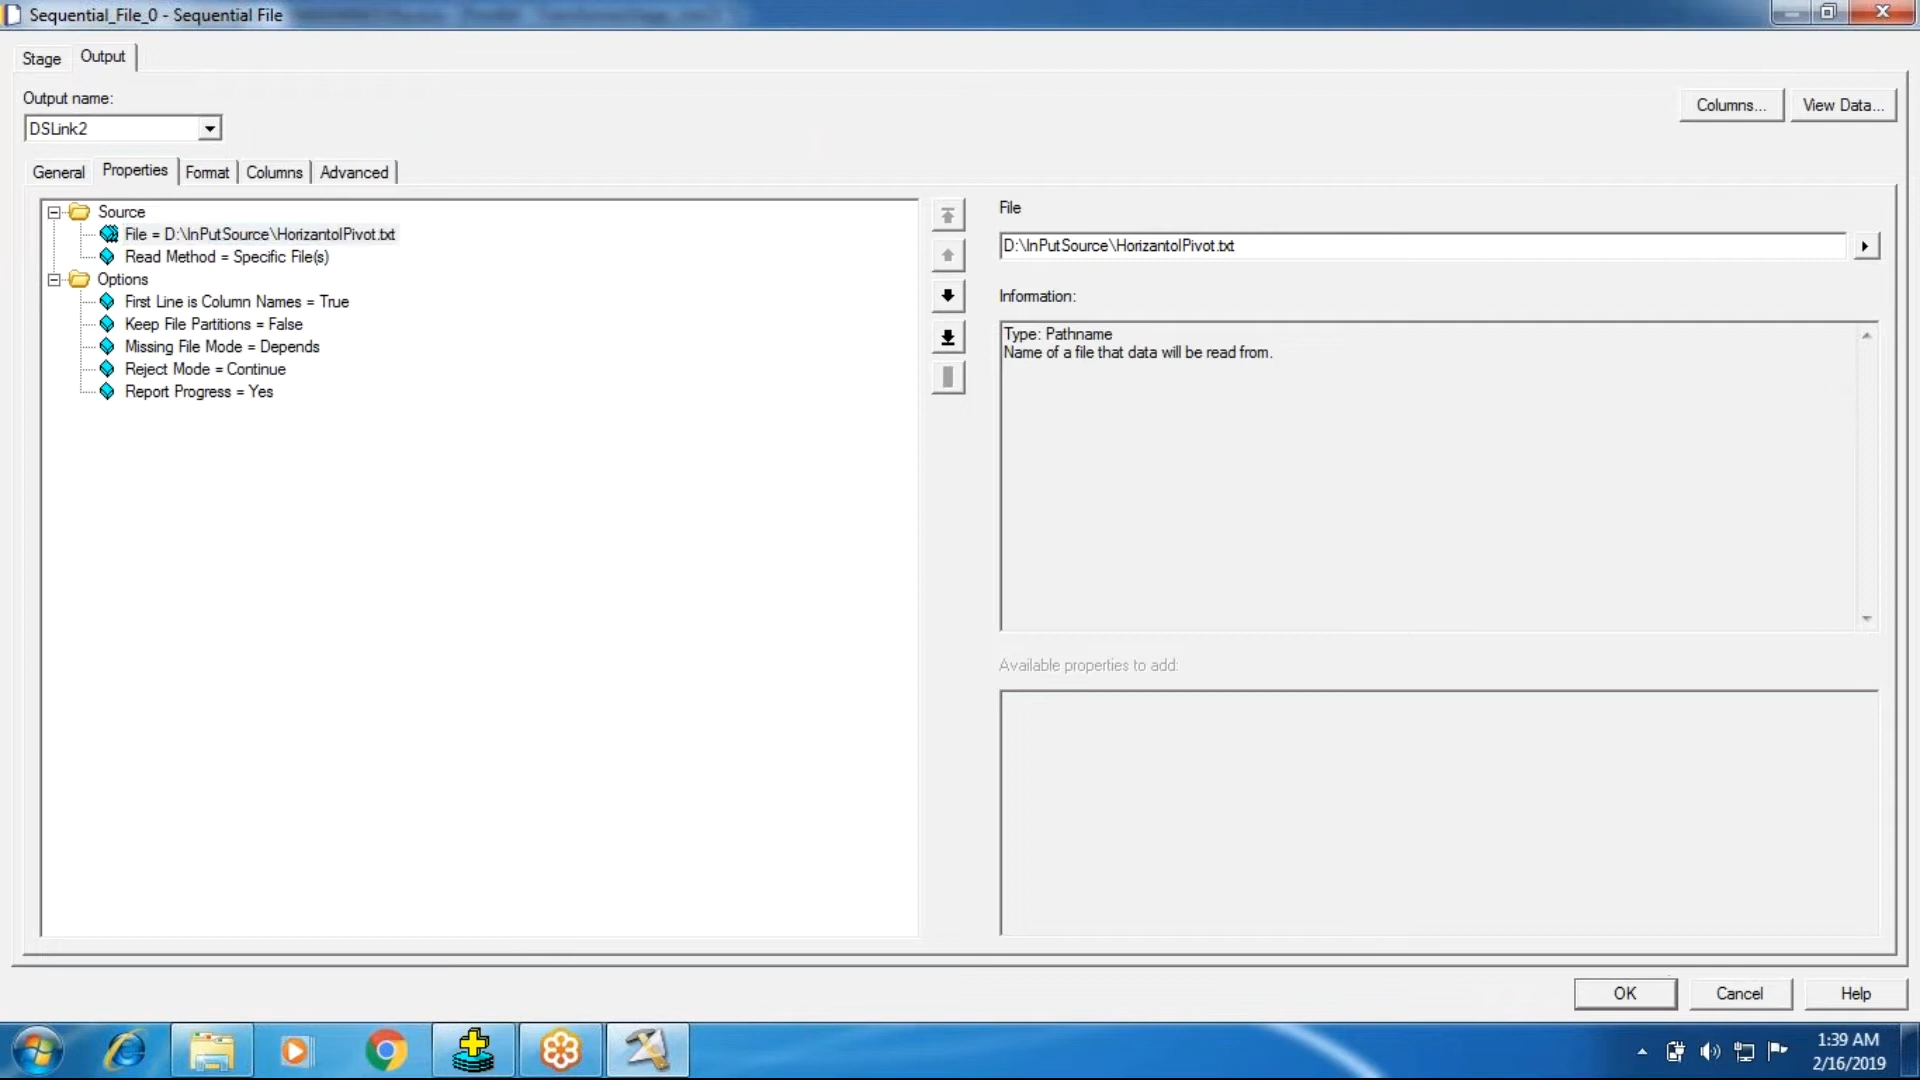 Sequential_File_0 - Sequential File
Stage
Output
Output name:
DSLink2
Columns...
View Data...
General
Properties
Format
Columns
Advanced
Source
File = D:\InPutSource\HorizantolPivot.txt
Read Method = Specific File(s)
Options
First Line is Column Names = True
Keep File Partitions = False
Missing File Mode = Depends
Reject Mode = Continue
Report Progress = Yes
File
D:\InPutSource\HorizantolPivot.txt
Information:
Type: Pathname
Name of a file that data will be read from.
Available properties to add:
OK
Cancel
Help
1:39 AM
2/16/2019